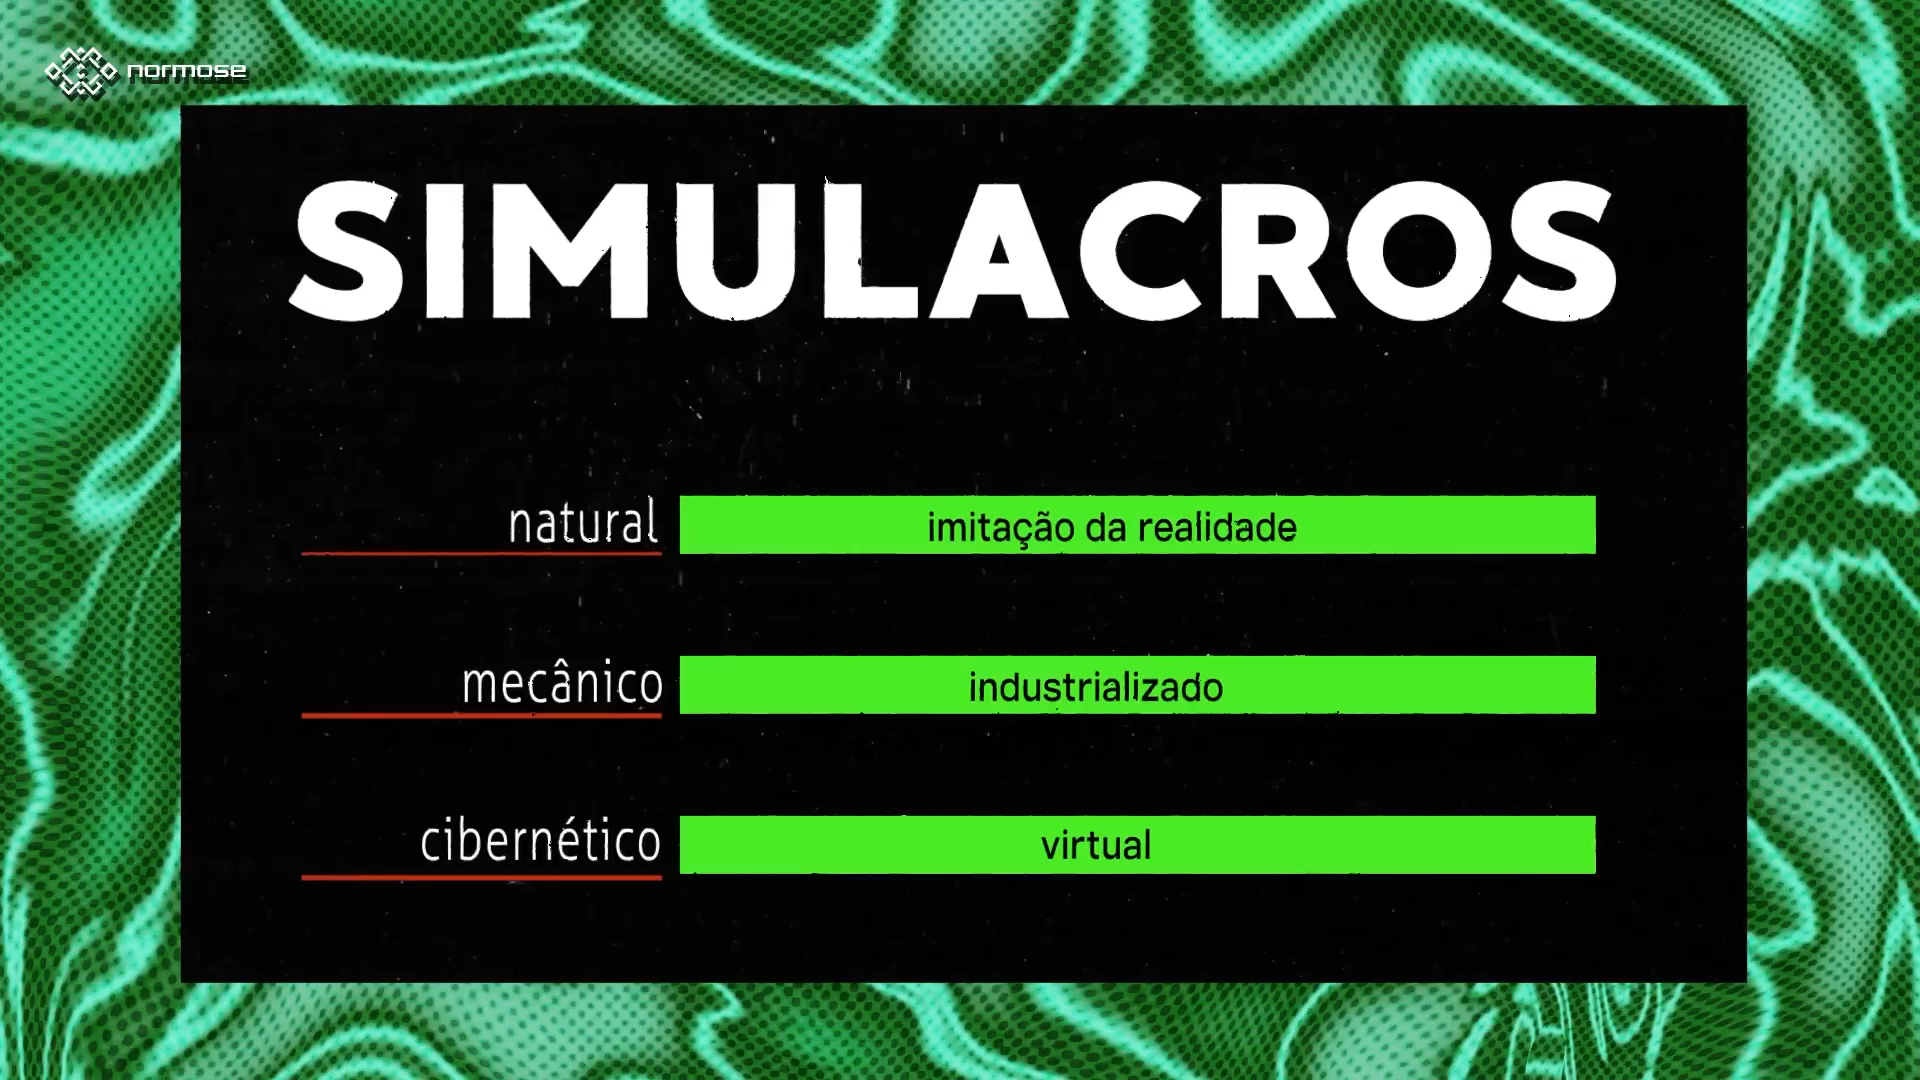 normose
SIMULACROS
natural
imitação da realidade
mecânico
industrializado
cibernético
virtual